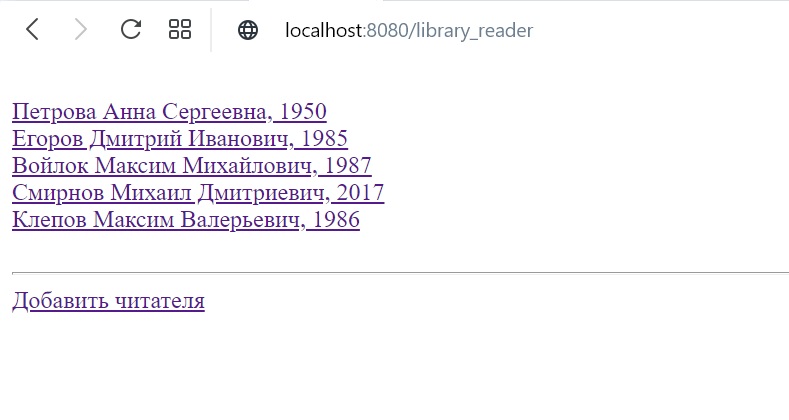 localhost:8080/library_reader
Петрова Анна Сергеевна, 1950
Егоров Дмитрий Иванович, 1985
Войлок Максим Михайлович, 1987
Смирнов Михаил Дмитриевич, 2017
Клепов Максим Валерьевич, 1986
Добавить читателя